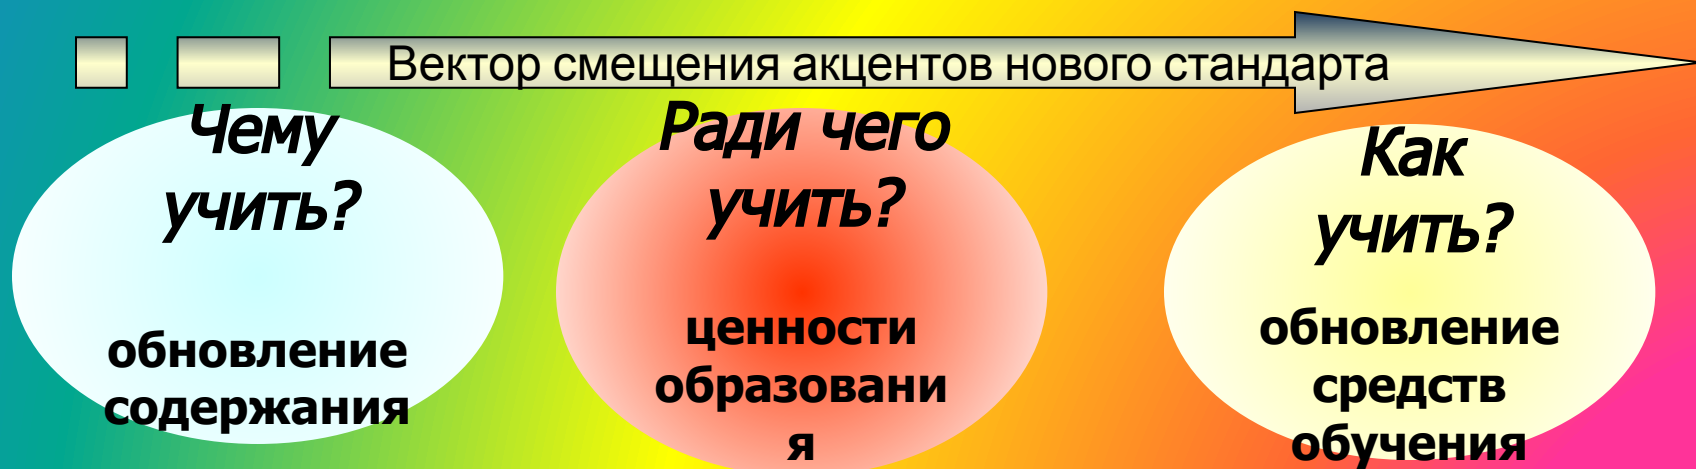 Вектор смещения акцентов нового стандарта
Чему
учить?
обновление
содержания
Ради чего
учить?
ценности
образовани
я
Как
учить?
обновление
средств
обучения